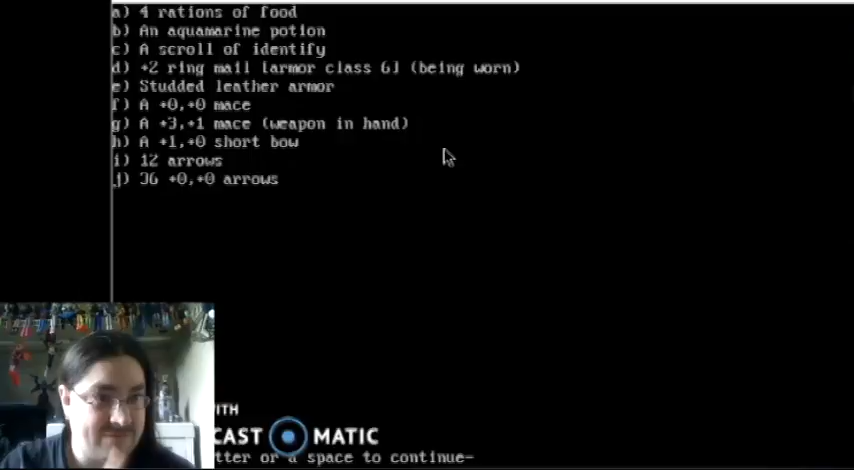 a) 4 rations of food
b) An aquamarine potion
c) A scroll of identify
d) +2 ring mail [armor class 6] (being worn)
e) Studded leather armor
f) A +0,+0 mace
g) A +3,+1 mace (weapon in hand)
h) A +1,+0 short bow
i) 12 arrows
j) 36 +0,+0 arrows
WITH
CAST MATIC
tter or a space to continue-